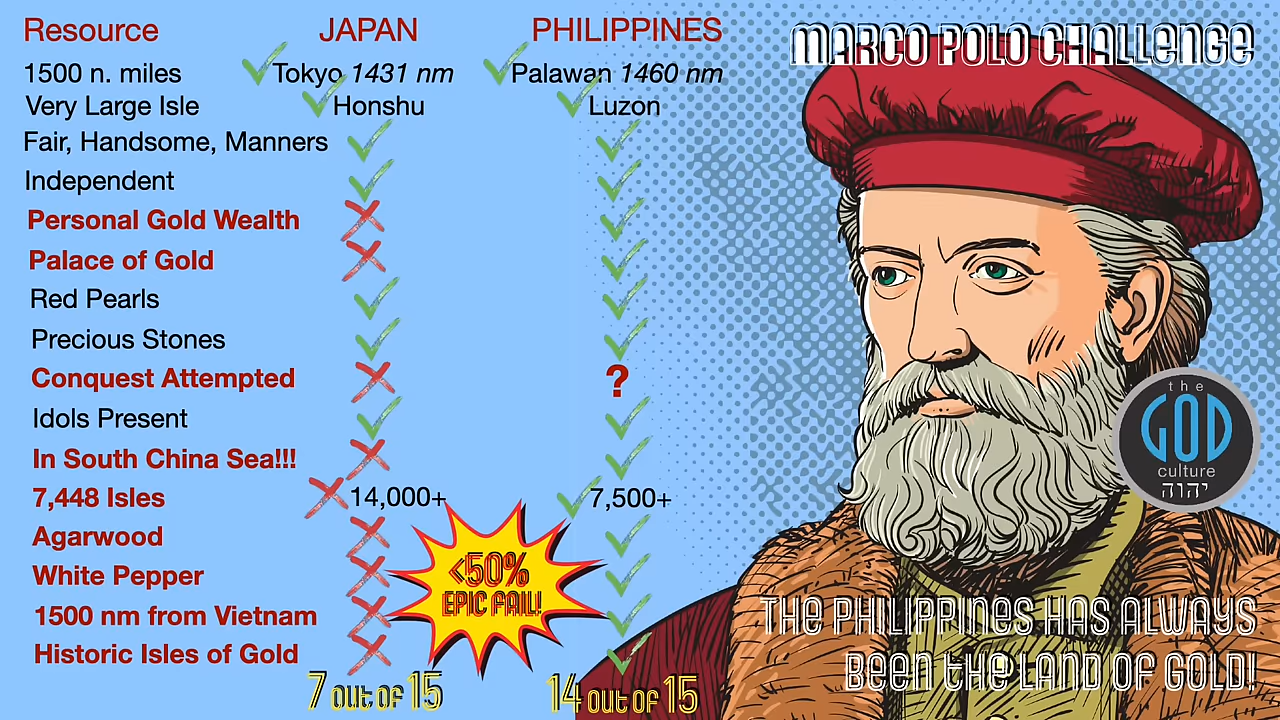 Resource JAPAN PHILIPPINES
1500 n. miles Tokyo 1431 nm Palawan 1460 nm
Very Large Isle Honshu Luzon
Fair, Handsome, Manners
Independent
Personal Gold Wealth
Palace of Gold
Red Pearls
Precious Stones
Conquest Attempted ?
Idols Present
In South China Sea!!!
7,448 Isles 14,000+ 7,500+
Agarwood
White Pepper
1500 nm from Vietnam
Historic Isles of Gold
7 out of 15 14 out of 15
<50%
EPIC FAIL!
MARCO POLO CHALLENGE
the
GOD
culture
יהוה
THE PHILIPPINES HAS ALWAYS
BEEN THE LAND OF GOLD!